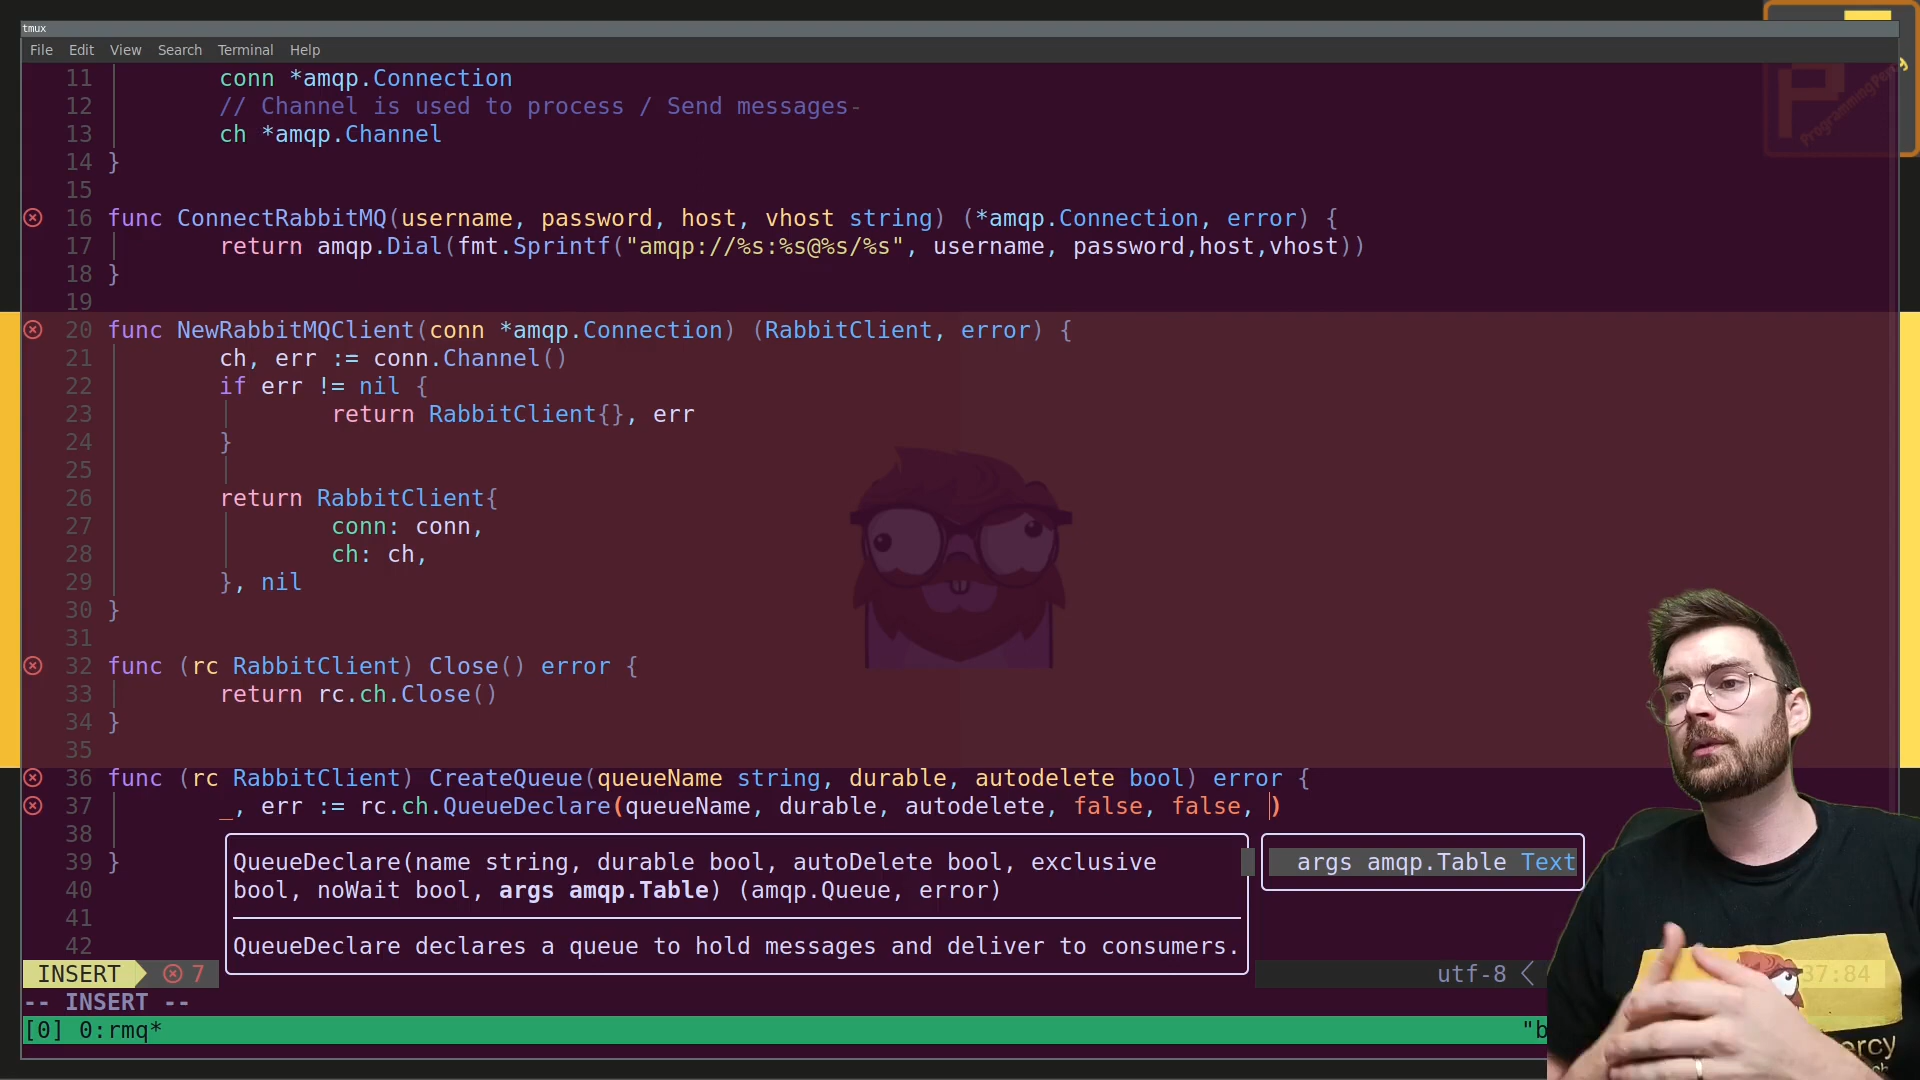 tmux
File Edit View Search Terminal Help
11 conn *amqp.Connection
12 // Channel is used to process / Send messages-
13 ch *amqp.Channel
14 }
15
16 func ConnectRabbitMQ(username, password, host, vhost string) (*amqp.Connection, error) {
17 return amqp.Dial(fmt.Sprintf("amqp://%s:%s@%s/%s", username, password,host,vhost))
18 }
19
20 func NewRabbitMQClient(conn *amqp.Connection) (RabbitClient, error) {
21 ch, err := conn.Channel()
22 if err != nil {
23 return RabbitClient{}, err
24 }
25
26 return RabbitClient{
27 conn: conn,
28 ch: ch,
29 }, nil
30 }
31
32 func (rc RabbitClient) Close() error {
33 return rc.ch.Close()
34 }
35
36 func (rc RabbitClient) CreateQueue(queueName string, durable, autodelete bool) error {
37 _, err := rc.ch.QueueDeclare(queueName, durable, autodelete, false, false, )
38
39 }
40
41
42
QueueDeclare(name string, durable bool, autoDelete bool, exclusive
bool, noWait bool, args amqp.Table) (amqp.Queue, error)
QueueDeclare declares a queue to hold messages and deliver to consumers.
args amqp.Table Text
INSERT 7 utf-8 37:84
-- INSERT --
[0] 0:rmq* "b
P
ProgrammingPercy